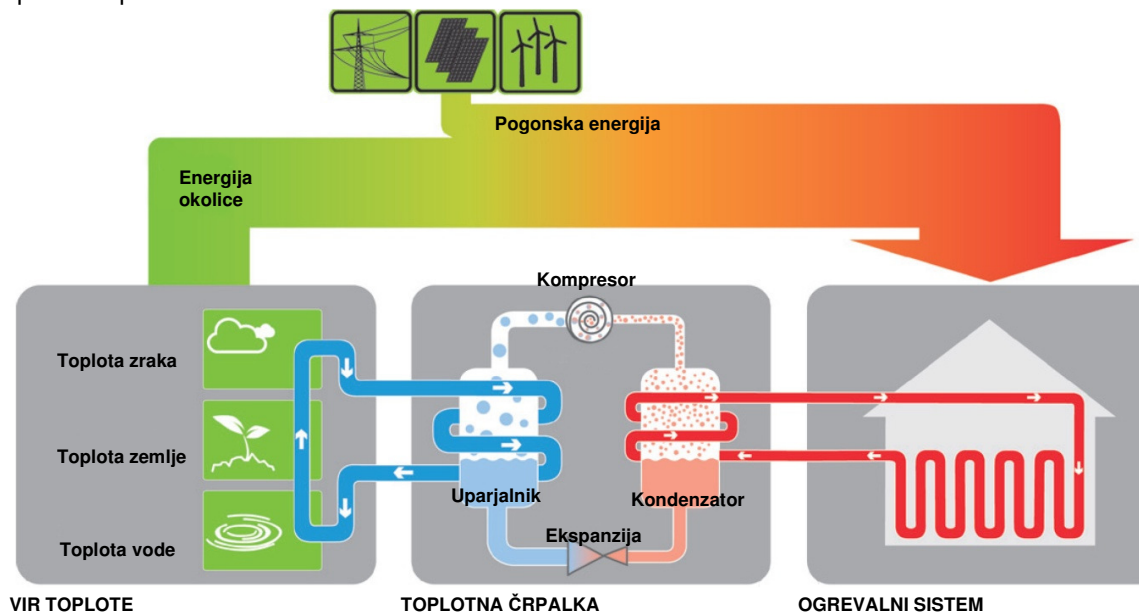 Pogonska energija
Energija
okolice
Kompresor
Toplota zraka
Toplota zemlje
Uparjalnik
Kondenzator
Ekspanzija
Toplota vode
VIR TOPLOTE
TOPLOTNA ČRPALKA
OGREVALNI SISTEM